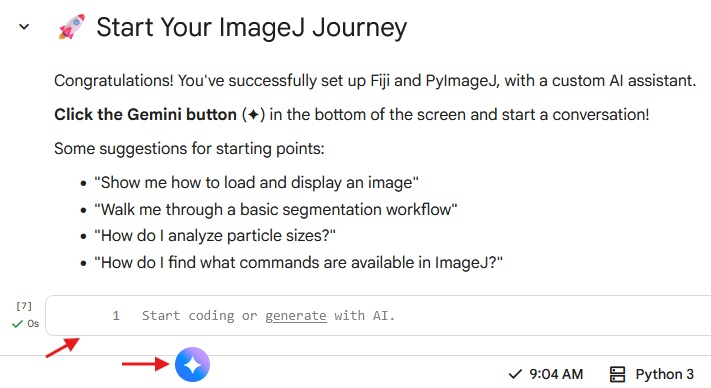 🚀 Start Your ImageJ Journey
Congratulations! You've successfully set up Fiji and PyImageJ, with a custom AI assistant.
Click the Gemini button (✦) in the bottom of the screen and start a conversation!
Some suggestions for starting points:
• "Show me how to load and display an image"
• "Walk me through a basic segmentation workflow"
• "How do I analyze particle sizes?"
• "How do I find what commands are available in ImageJ?"
[7]
✓ 0s
1 Start coding or generate with AI.
✓ 9:04 AM Python 3